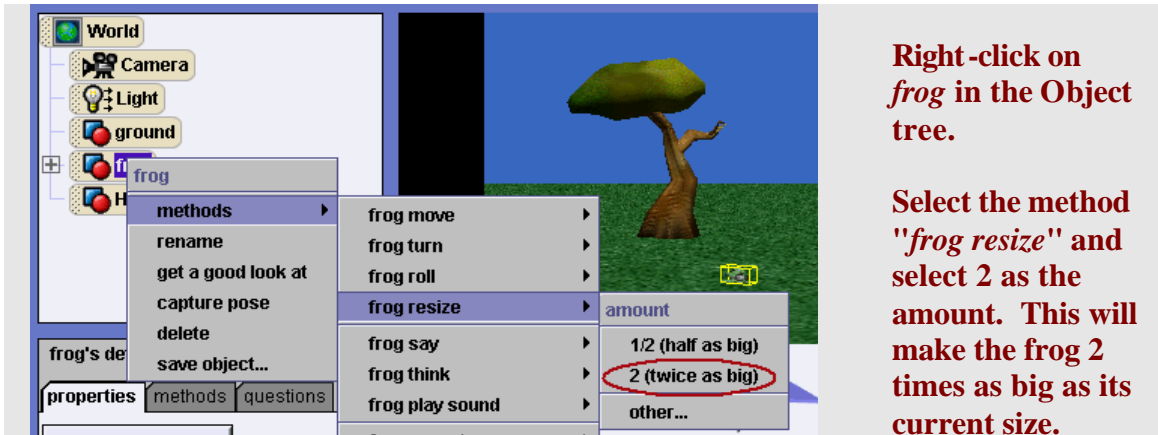 World
Camera
Light
ground
frog
H
methods
rename
get a good look at
capture pose
delete
save object...
frog move
frog turn
frog roll
frog resize
frog say
frog think
frog play sound
amount
1/2 (half as big)
2 (twice as big)
other...
frog's de
properties methods questions
Right-click on
frog in the Object
tree.
Select the method
"frog resize" and
select 2 as the
amount. This will
make the frog 2
times as big as its
current size.